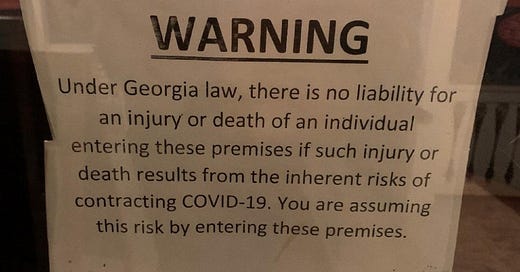 WARNING
Under Georgia law, there is no liability for
an injury or death of an individual
entering these premises if such injury or
death results from the inherent risks of
contracting COVID-19. You are assuming
this risk by entering these premises.